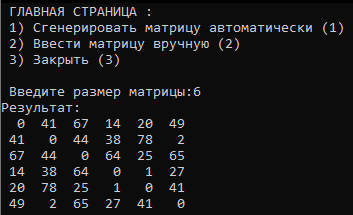 ГЛАВНАЯ СТРАНИЦА :
1) Сгенерировать матрицу автоматически (1)
2) Ввести матрицу вручную (2)
3) Закрыть (3)
Введите размер матрицы:6
Результат:
0 41 67 14 20 49
41 0 44 38 78 2
67 44 0 64 25 65
14 38 64 0 1 27
20 78 25 1 0 41
49 2 65 27 41 0